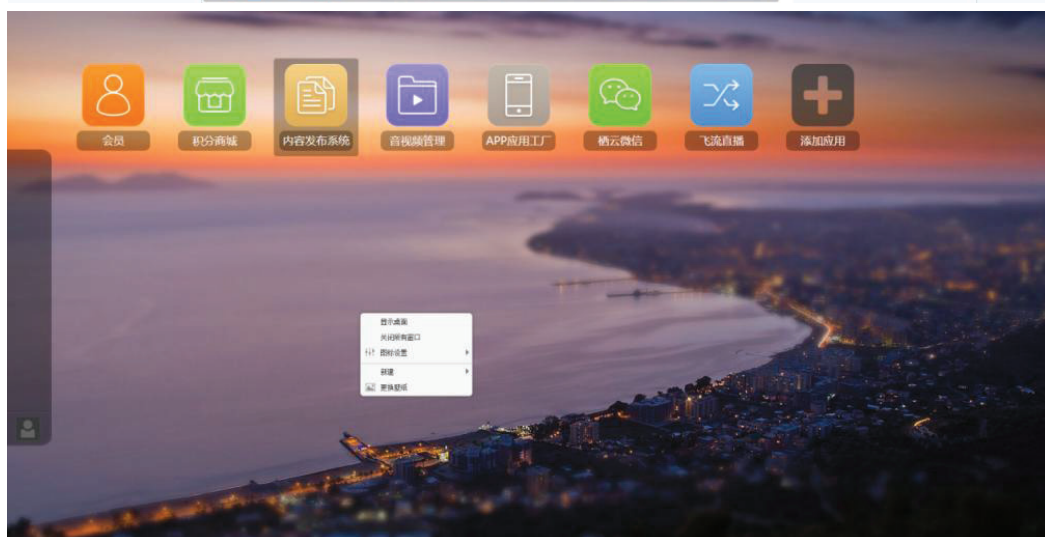 会员
积分商城
内容发布系统
音视频管理
APP应用工厂
栖云微信
飞流直播
添加应用
显示桌面
关闭所有窗口
图标设置
新建
更换壁纸